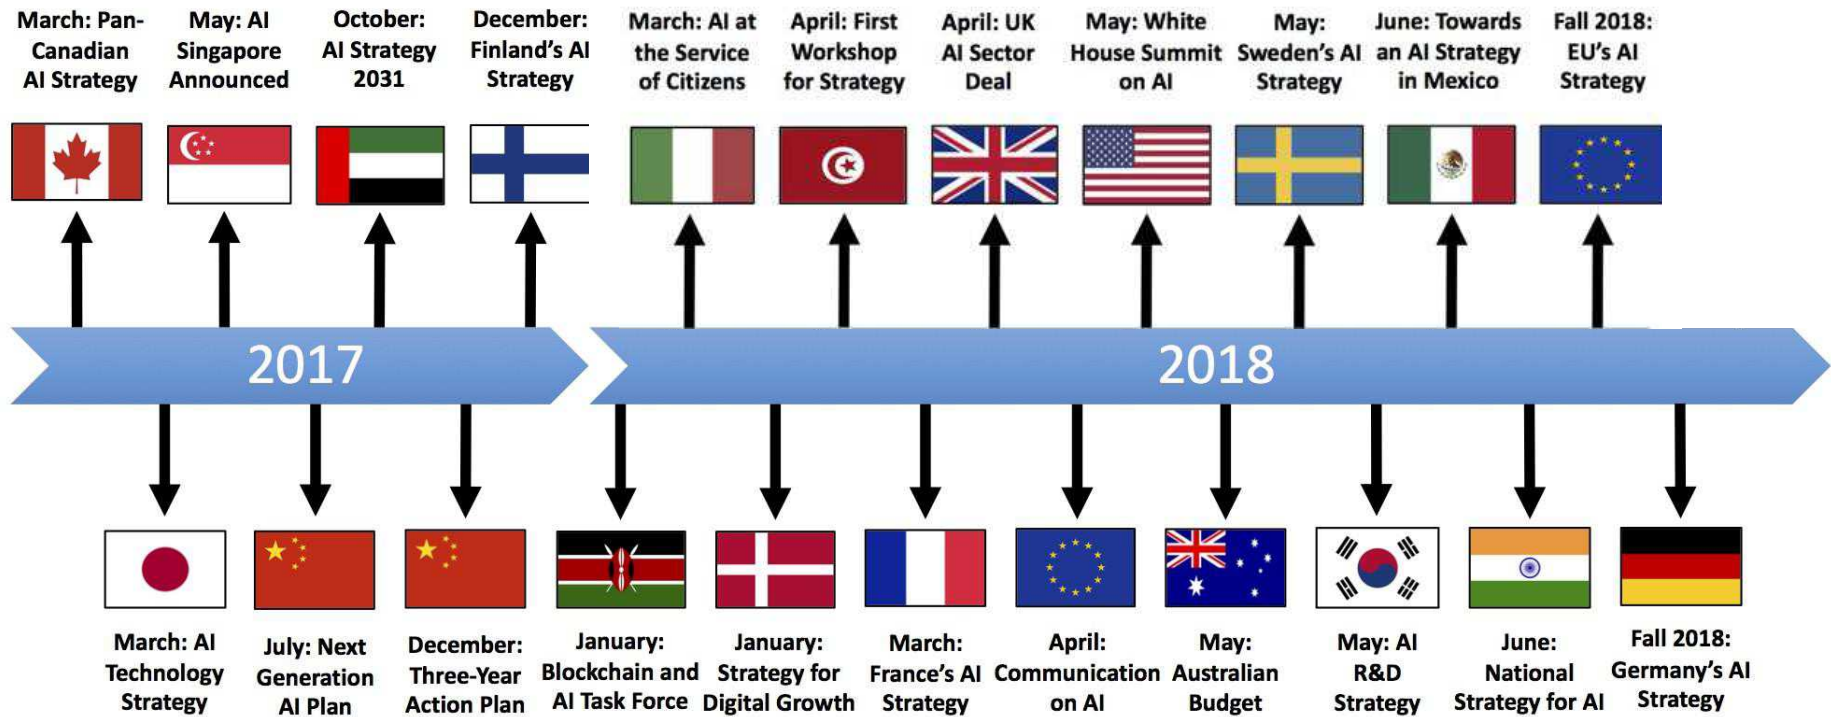 March: Pan-
Canadian
AI Strategy
May: AI
Singapore
Announced
October:
AI Strategy
2031
December:
Finland's AI
Strategy
March: AI at
the Service
of Citizens
April: First
Workshop
for Strategy
April: UK
AI Sector
Deal
May: White
House Summit
on AI
May:
Sweden's AI
Strategy
June: Towards
an AI Strategy
in Mexico
Fall 2018:
EU's AI
Strategy
2017
2018
March: AI
Technology
Strategy
July: Next
Generation
AI Plan
December:
Three-Year
Action Plan
January:
Blockchain and
AI Task Force
January:
Strategy for
Digital Growth
March:
France's AI
Strategy
April:
Communication
on AI
May:
Australian
Budget
May: AI
R&D
Strategy
June:
National
Strategy for AI
Fall 2018:
Germany's AI
Strategy